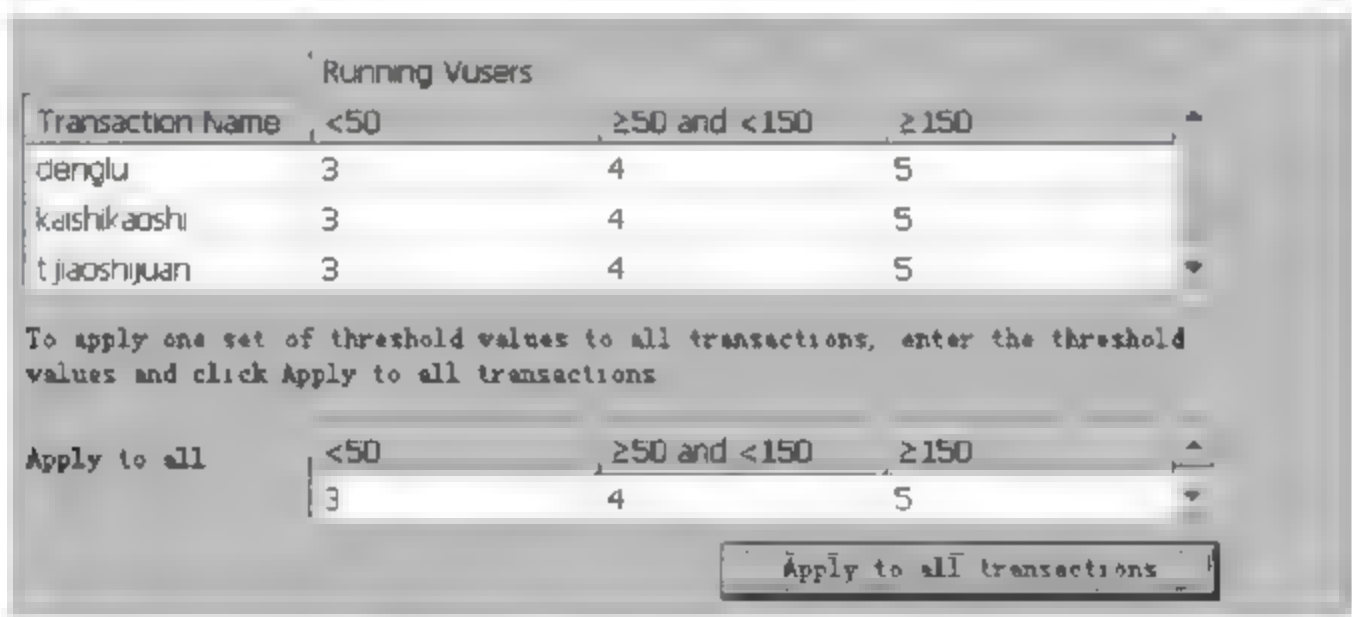 Running Vusers
Transaction Name <50 ≥50 and <150 ≥150
denglu 3 4 5
kaishikaoshi 3 4 5
tijiaoshijuan 3 4 5
To apply one set of threshold values to all transactions, enter the threshold
values and click Apply to all transactions
Apply to all <50 ≥50 and <150 ≥150
3 4 5
Apply to all transactions